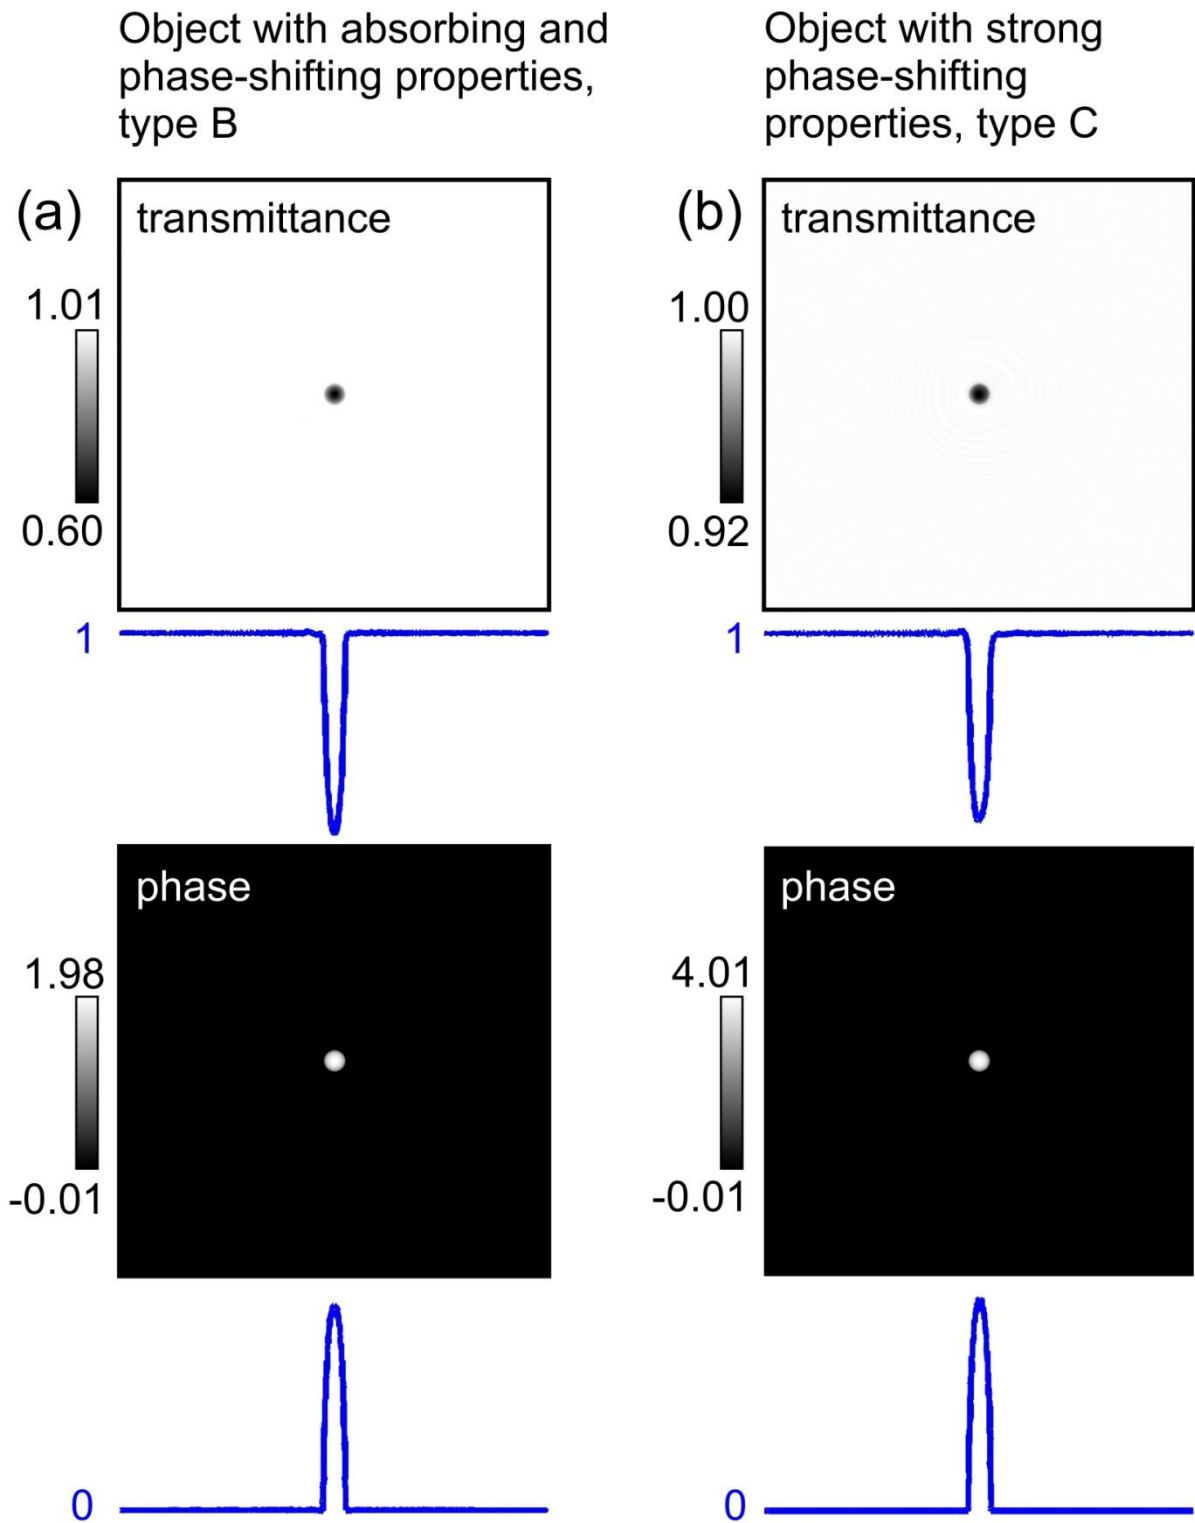 Object with absorbing and
phase-shifting properties,
type B
Object with strong
phase-shifting
properties, type C
(a)
transmittance
1.01
0.60
1
(b)
transmittance
1.00
0.92
1
phase
1.98
-0.01
0
phase
4.01
-0.01
0